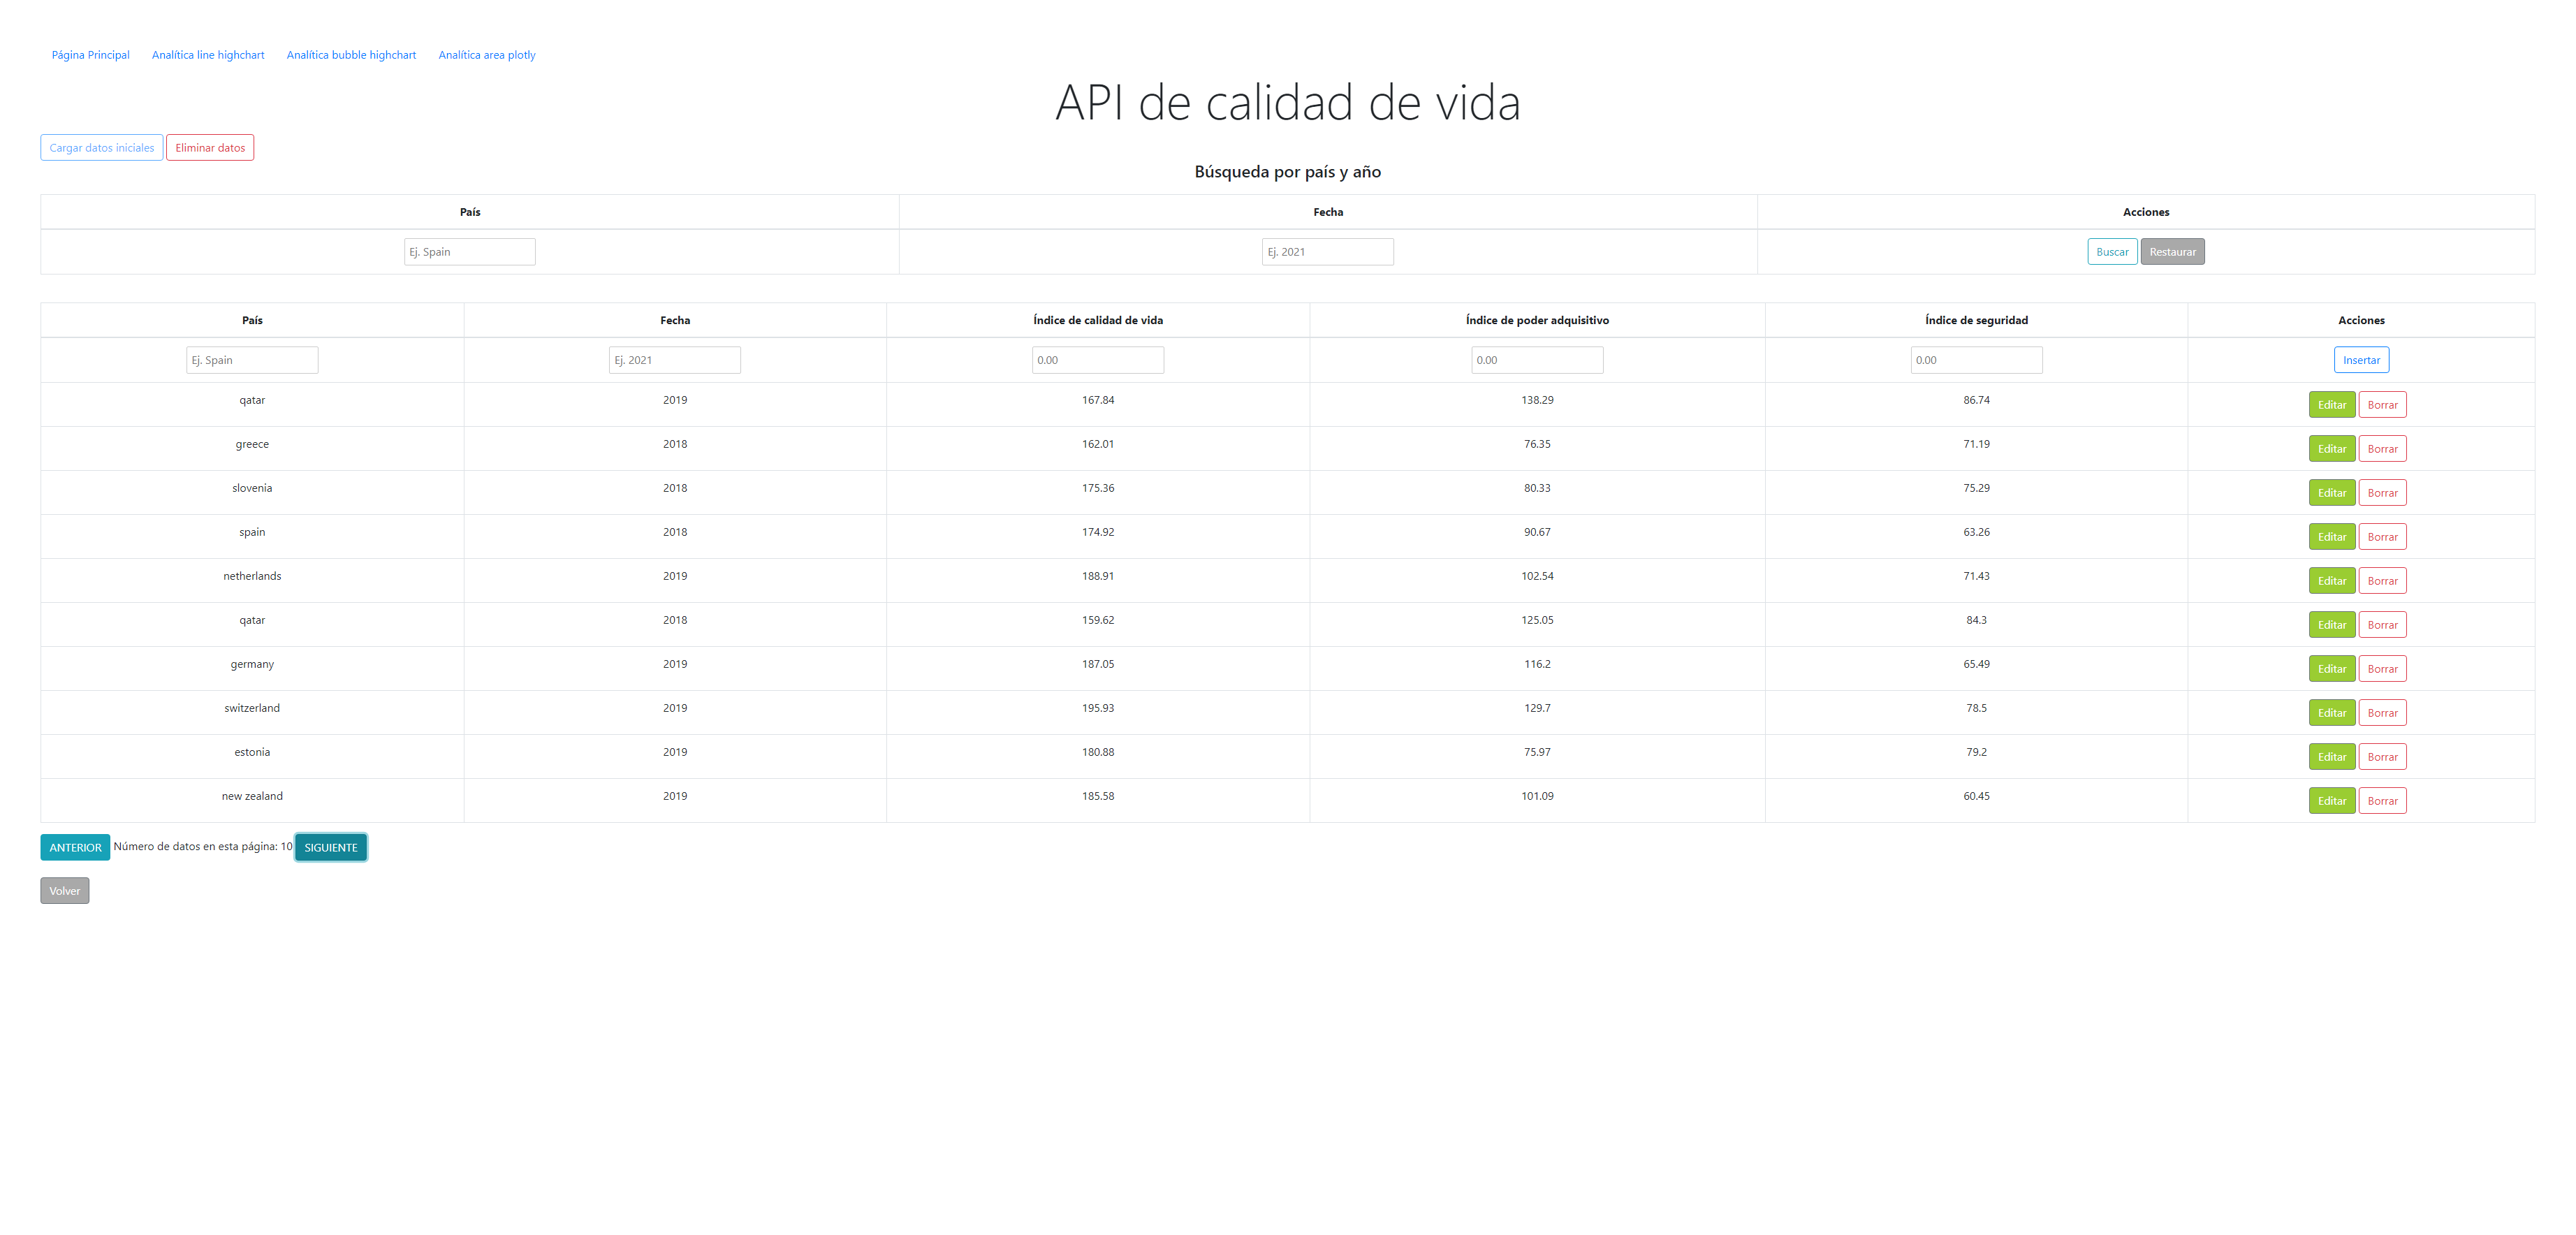 Página Principal Analítica line highchart Analítica bubble highchart Analítica area plotly
API de calidad de vida
Cargar datos iniciales Eliminar datos
Búsqueda por país y año
País Fecha Acciones
Ej. Spain Ej. 2021 Buscar Restaurar
País Fecha Índice de calidad de vida Índice de poder adquisitivo Índice de seguridad Acciones
Ej. Spain Ej. 2021 0.00 0.00 0.00 Insertar
qatar 2019 167.84 138.29 86.74 Editar Borrar
greece 2018 162.01 76.35 71.19 Editar Borrar
slovenia 2018 175.36 80.33 75.29 Editar Borrar
spain 2018 174.92 90.67 63.26 Editar Borrar
netherlands 2019 188.91 102.54 71.43 Editar Borrar
qatar 2018 159.62 125.05 84.3 Editar Borrar
germany 2019 187.05 116.2 65.49 Editar Borrar
switzerland 2019 195.93 129.7 78.5 Editar Borrar
estonia 2019 180.88 75.97 79.2 Editar Borrar
new zealand 2019 185.58 101.09 60.45 Editar Borrar
ANTERIOR Número de datos en esta página: 10 SIGUIENTE
Volver